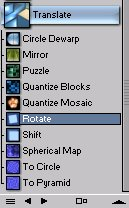 Translate
Circle Dewarp
Mirror
Puzzle
Quantize Blocks
Quantize Mosaic
Rotate
Shift
Spherical Map
To Circle
To Pyramid